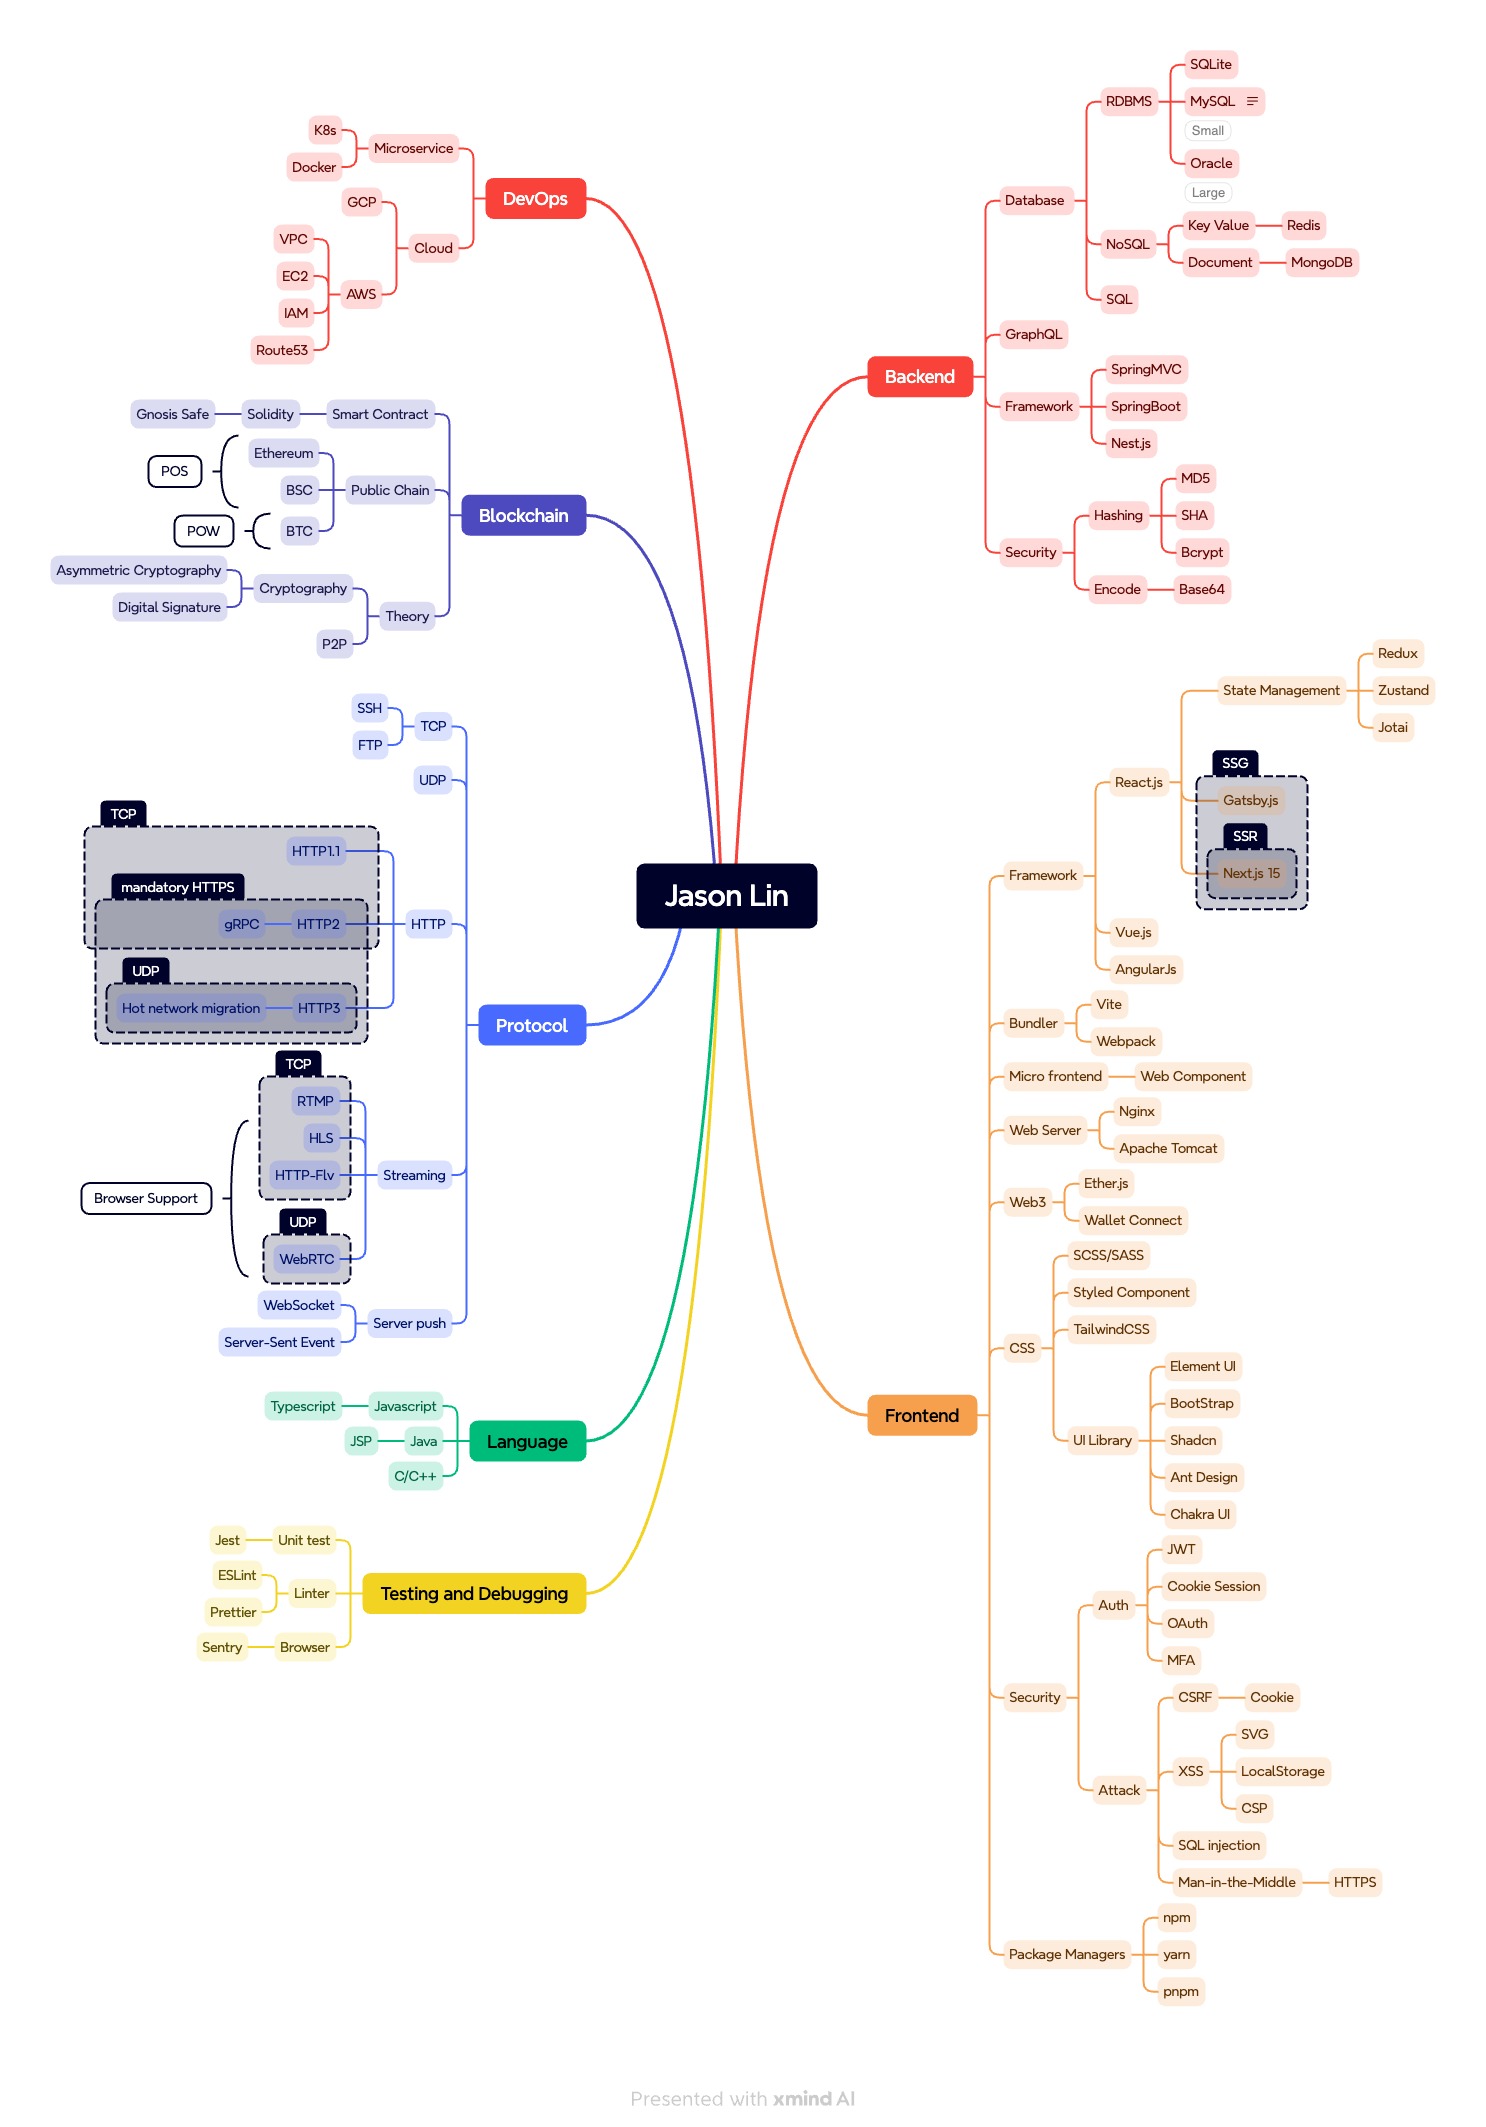 Jason Lin
DevOps
Microservice
K8s
Docker
Cloud
GCP
AWS
VPC
EC2
IAM
Route53
Blockchain
Smart Contract
Solidity
Gnosis Safe
Public Chain
Ethereum
BSC
BTC
POS
POW
Theory
Cryptography
Asymmetric Cryptography
Digital Signature
P2P
Protocol
TCP
SSH
FTP
UDP
HTTP
TCP
HTTP1.1
mandatory HTTPS
HTTP2
gRPC
UDP
HTTP3
Hot network migration
Streaming
TCP
RTMP
HLS
HTTP-Flv
UDP
WebRTC
Browser Support
Server push
WebSocket
Server-Sent Event
Language
Javascript
Typescript
Java
JSP
C/C++
Testing and Debugging
Unit test
Jest
Linter
ESLint
Prettier
Browser
Sentry
Backend
Database
RDBMS
SQLite
MySQL
Small
Oracle
Large
NoSQL
Key Value
Redis
Document
MongoDB
SQL
GraphQL
Framework
SpringMVC
SpringBoot
Nest.js
Security
Hashing
MD5
SHA
Bcrypt
Encode
Base64
Frontend
Framework
React.js
State Management
Redux
Zustand
Jotai
SSG
Gatsby.js
SSR
Next.js 15
Vue.js
AngularJs
Bundler
Vite
Webpack
Micro frontend
Web Component
Web Server
Nginx
Apache Tomcat
Web3
Ether.js
Wallet Connect
CSS
SCSS/SASS
Styled Component
TailwindCSS
UI Library
Element UI
BootStrap
Shadcn
Ant Design
Chakra UI
Security
Auth
JWT
Cookie Session
OAuth
MFA
Attack
CSRF
Cookie
XSS
SVG
LocalStorage
CSP
SQL injection
Man-in-the-Middle
HTTPS
Package Managers
npm
yarn
pnpm
Presented with xmind AI